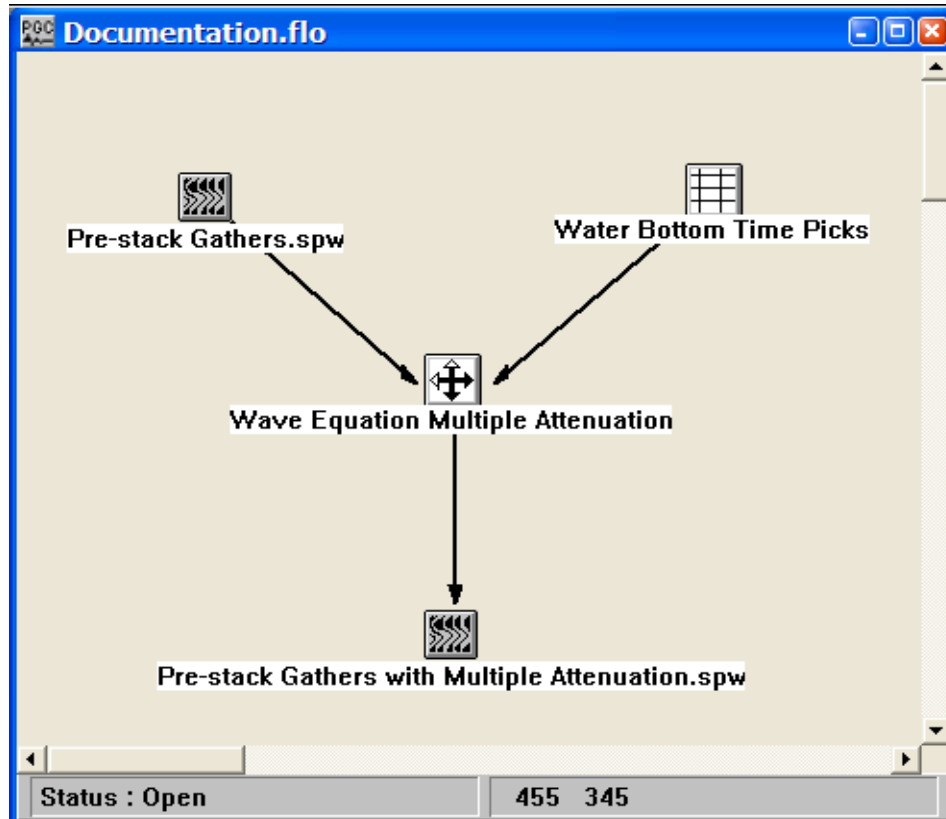 Documentation.flo
Pre-stack Gathers.spw
Water Bottom Time Picks
Wave Equation Multiple Attenuation
Pre-stack Gathers with Multiple Attenuation.spw
Status : Open
455 345